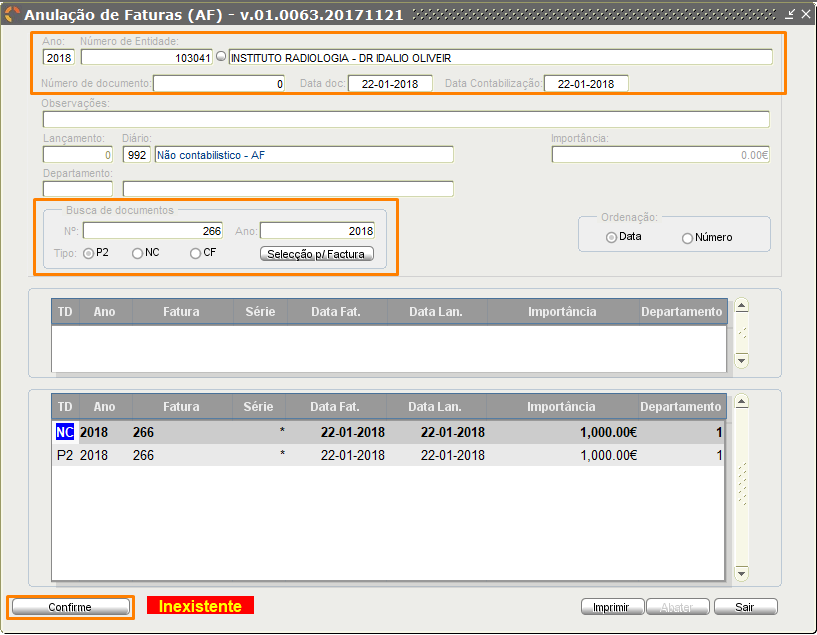 Anulação de Faturas (AF) - v.01.0063.20171121
Ano: Número de Entidade:
2018 103041 INSTITUTO RADIOLOGIA - DR IDALIO OLIVEIR
Número de documento: 0 Data doc: 22-01-2018 Data Contabilização: 22-01-2018
Observações:
Lançamento: Diário: Importância:
0 992 Não contabilistico - AF 0.00€
Departamento:
Busca de documentos
Nº: 266 Ano: 2018
Tipo: P2 NC CF Selecção p/ Factura
Ordenação:
Data Número
TD Ano Fatura Série Data Fat. Data Lan. Importância Departamento
TD Ano Fatura Série Data Fat. Data Lan. Importância Departamento
NC 2018 266 * 22-01-2018 22-01-2018 1,000.00€ 1
P2 2018 266 * 22-01-2018 22-01-2018 1,000.00€ 1
Confirme Inexistente Imprimir Abater Sair